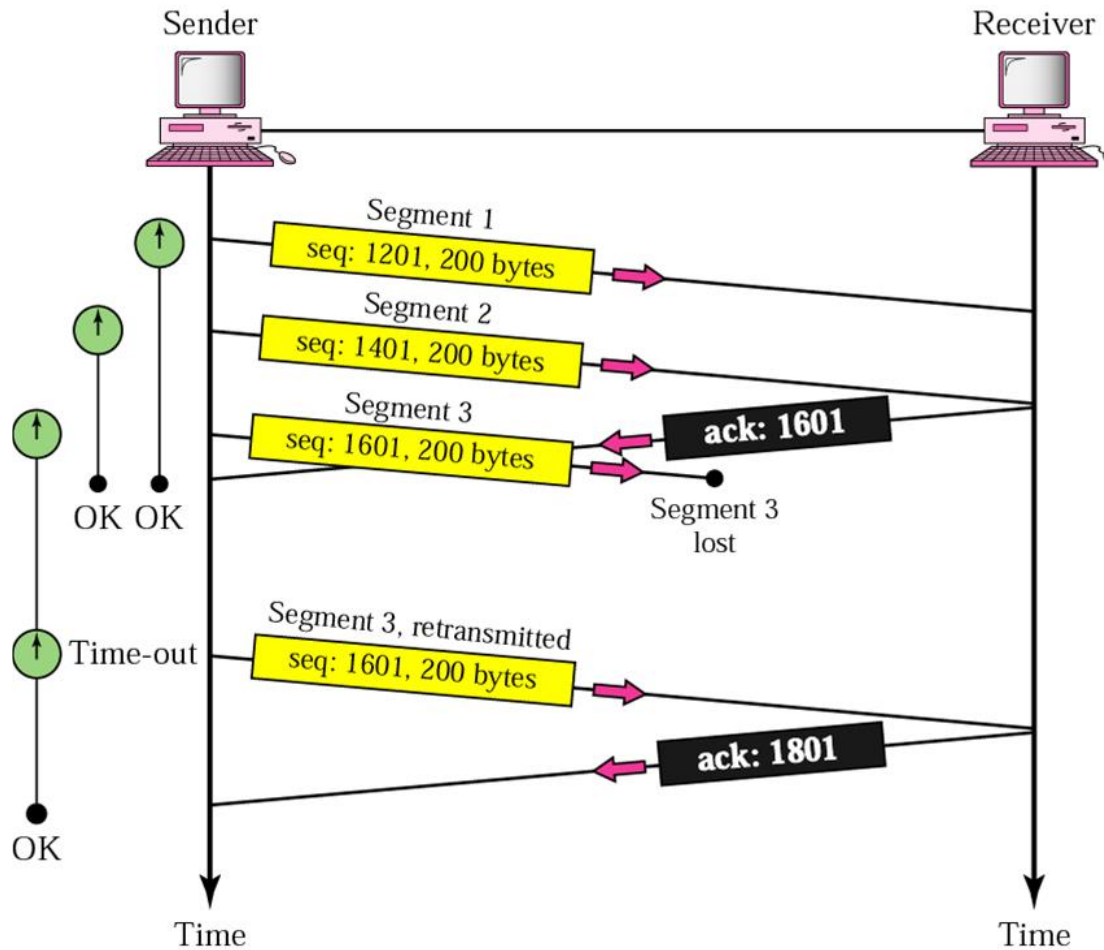 Sender
Receiver
Segment 1
seq: 1201, 200 bytes
Segment 2
seq: 1401, 200 bytes
Segment 3
ack: 1601
seq: 1601, 200 bytes
OK OK
Segment 3
lost
Segment 3, retransmitted
Time-out
seq: 1601, 200 bytes
ack: 1801
OK
Time
Time